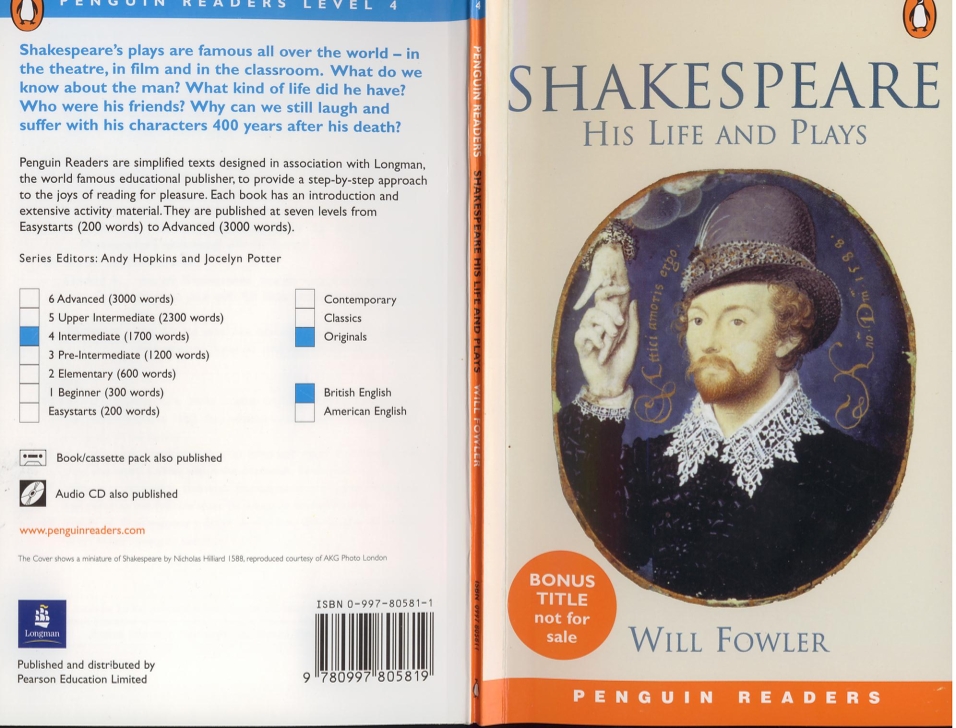 PENGUIN READERS LEVEL 4
Shakespeare's plays are famous all over the world – in
the theatre, in film and in the classroom. What do we
know about the man? What kind of life did he have?
Who were his friends? Why can we still laugh and
suffer with his characters 400 years after his death?
Penguin Readers are simplified texts designed in association with Longman,
the world famous educational publisher, to provide a step-by-step approach
to the joys of reading for pleasure. Each book has an introduction and
extensive activity material. They are published at seven levels from
Easystarts (200 words) to Advanced (3000 words).
Series Editors: Andy Hopkins and Jocelyn Potter
6 Advanced (3000 words)
5 Upper Intermediate (2300 words)
4 Intermediate (1700 words)
3 Pre-Intermediate (1200 words)
2 Elementary (600 words)
1 Beginner (300 words)
Easystarts (200 words)
Contemporary
Classics
Originals
British English
American English
Book/cassette pack also published
Audio CD also published
www.penguinreaders.com
The Cover shows a miniature of Shakespeare by Nicholas Hilliard 1588, reproduced courtesy of AKG Photo London
Longman
Published and distributed by
Pearson Education Limited
ISBN 0-997-80581-1
9 780997 805819
4
PENGUIN READERS SHAKESPEARE HIS LIFE AND PLAYS WILL FOWLER
SHAKESPEARE
HIS LIFE AND PLAYS
Attici amoris ergo
1588
BONUS
TITLE
not for
sale
WILL FOWLER
PENGUIN READERS